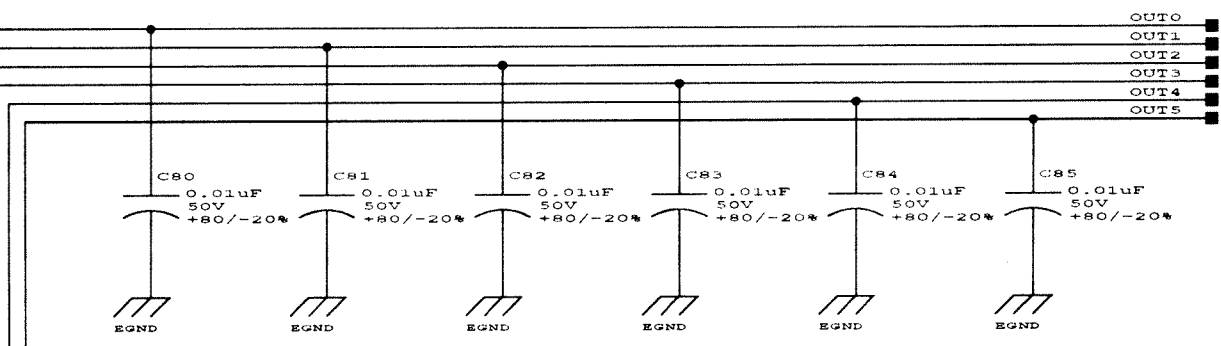 OUT0
OUT1
OUT2
OUT3
OUT4
OUT5
C80
0.01uF
50V
+80/-20%
C81
0.01uF
50V
+80/-20%
C82
0.01uF
50V
+80/-20%
C83
0.01uF
50V
+80/-20%
C84
0.01uF
50V
+80/-20%
C85
0.01uF
50V
+80/-20%
EGND
EGND
EGND
EGND
EGND
EGND